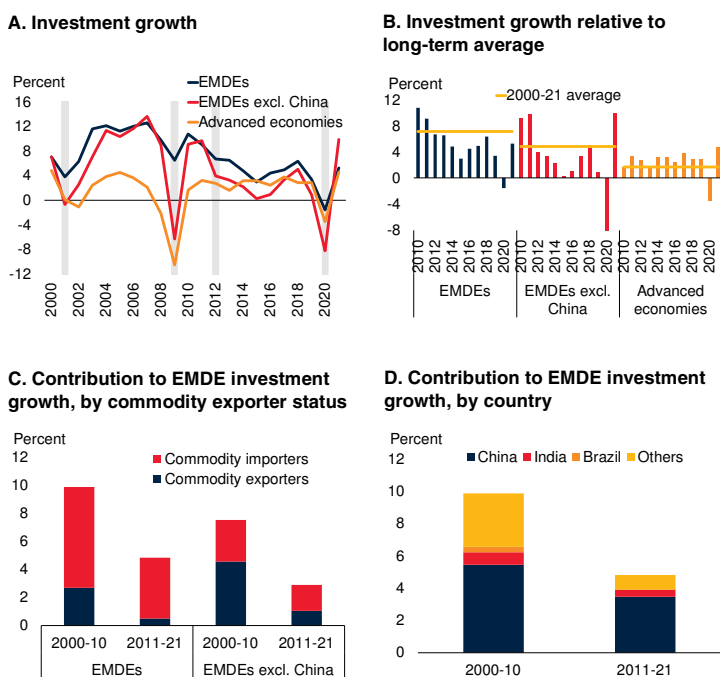 A. Investment growth
Percent
EMDEs
EMDEs excl. China
Advanced economies
16
12
8
4
0
-4
-8
-12
2000
2002
2004
2006
2008
2010
2012
2014
2016
2018
2020
B. Investment growth relative to
long-term average
Percent
2000-21 average
12
8
4
0
-4
-8
2010
2012
2014
2016
2018
2020
2010
2012
2014
2016
2018
2020
2010
2012
2014
2016
2018
2020
EMDEs
EMDEs excl.
China
Advanced
economies
C. Contribution to EMDE investment
growth, by commodity exporter status
Percent
Commodity importers
Commodity exporters
12
10
8
6
4
2
0
2000-10 2011-21 2000-10 2011-21
EMDEs EMDEs excl. China
D. Contribution to EMDE investment
growth, by country
Percent
China India Brazil Others
12
10
8
6
4
2
0
2000-10 2011-21